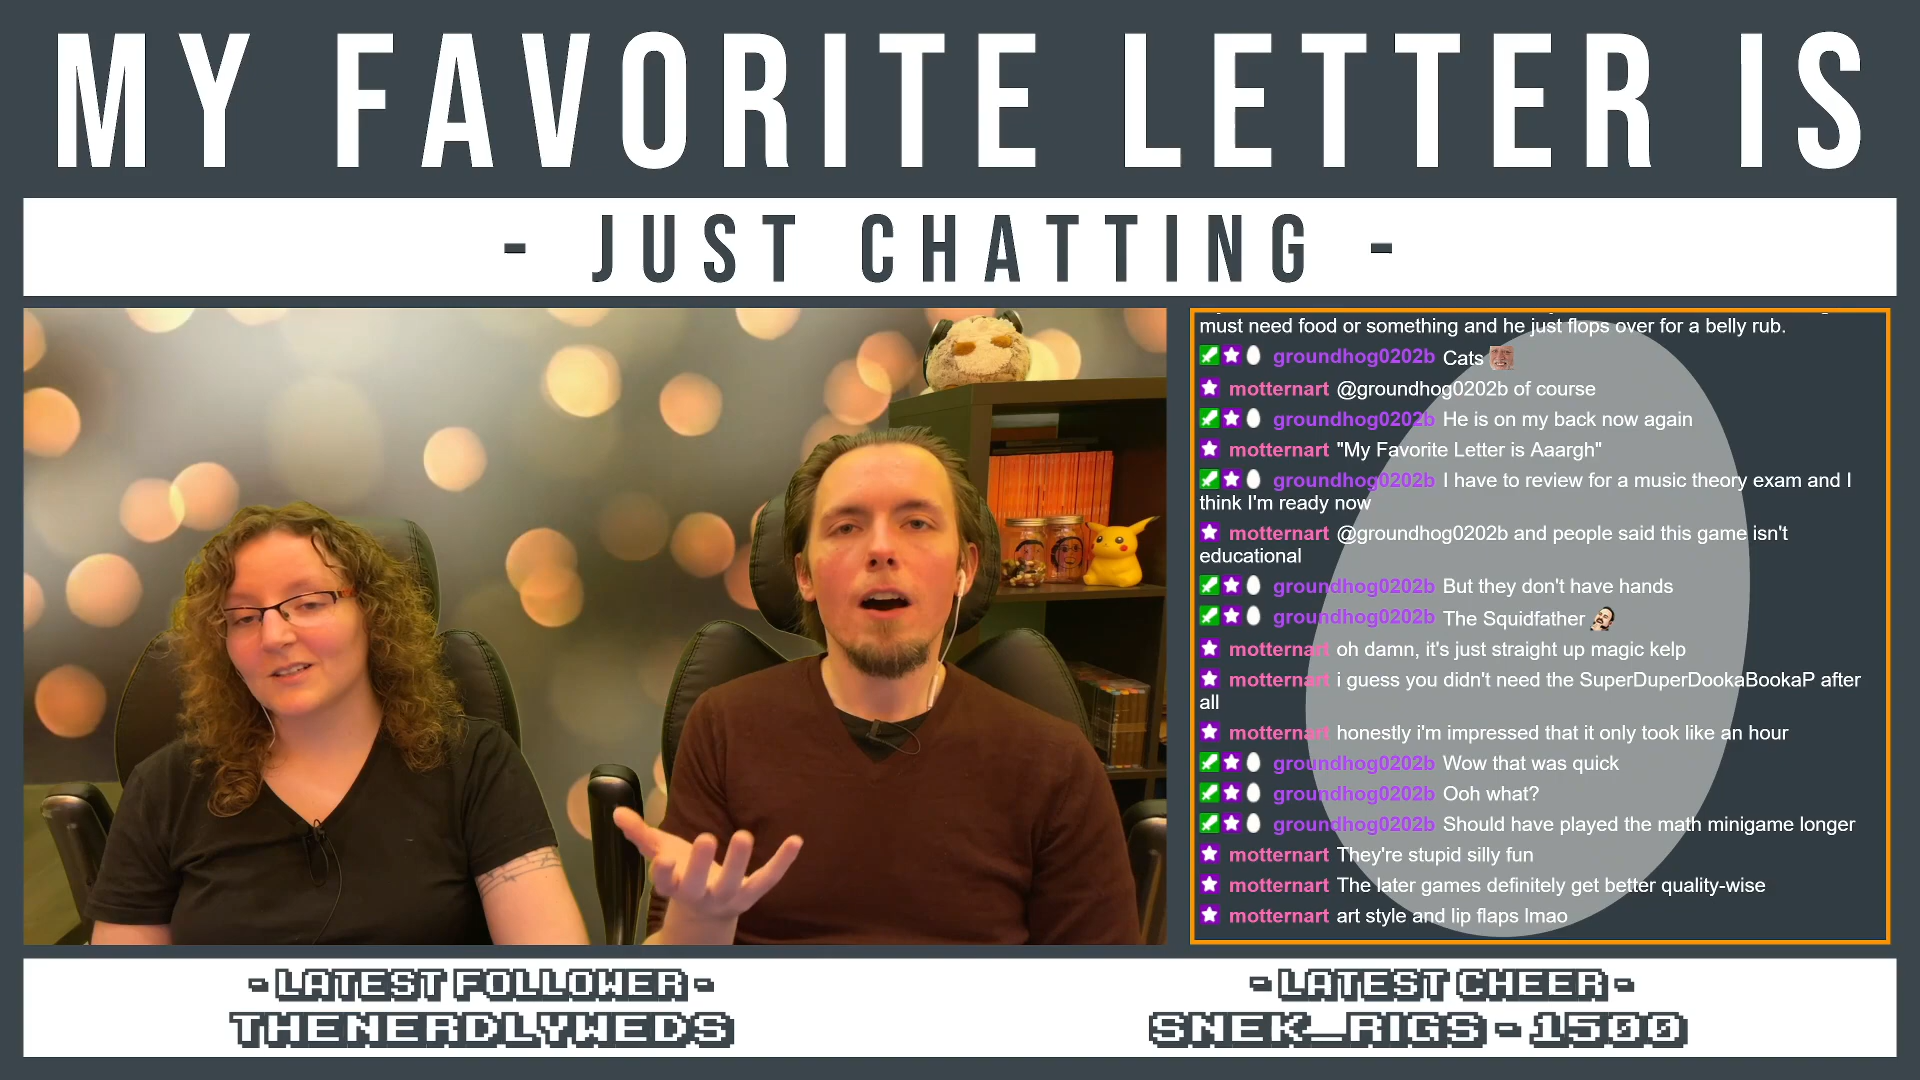 MY FAVORITE LETTER IS
- JUST CHATTING -
must need food or something and he just flops over for a belly rub.
groundhog0202b Cats
motternart @groundhog0202b of course
groundhog0202b He is on my back now again
motternart "My Favorite Letter is Aaargh"
groundhog0202b I have to review for a music theory exam and I
think I'm ready now
motternart @groundhog0202b and people said this game isn't
educational
groundhog0202b But they don't have hands
groundhog0202b The Squidfather
motternart oh damn, it's just straight up magic kelp
motternart i guess you didn't need the SuperDuperDookaBookaP after
all
motternart honestly i'm impressed that it only took like an hour
groundhog0202b Wow that was quick
groundhog0202b Ooh what?
groundhog0202b Should have played the math minigame longer
motternart They're stupid silly fun
motternart The later games definitely get better quality-wise
motternart art style and lip flaps lmao
- LATEST FOLLOWER -
THENERDLYWEDS
- LATEST CHEER -
SNEK_RIGS - 1500